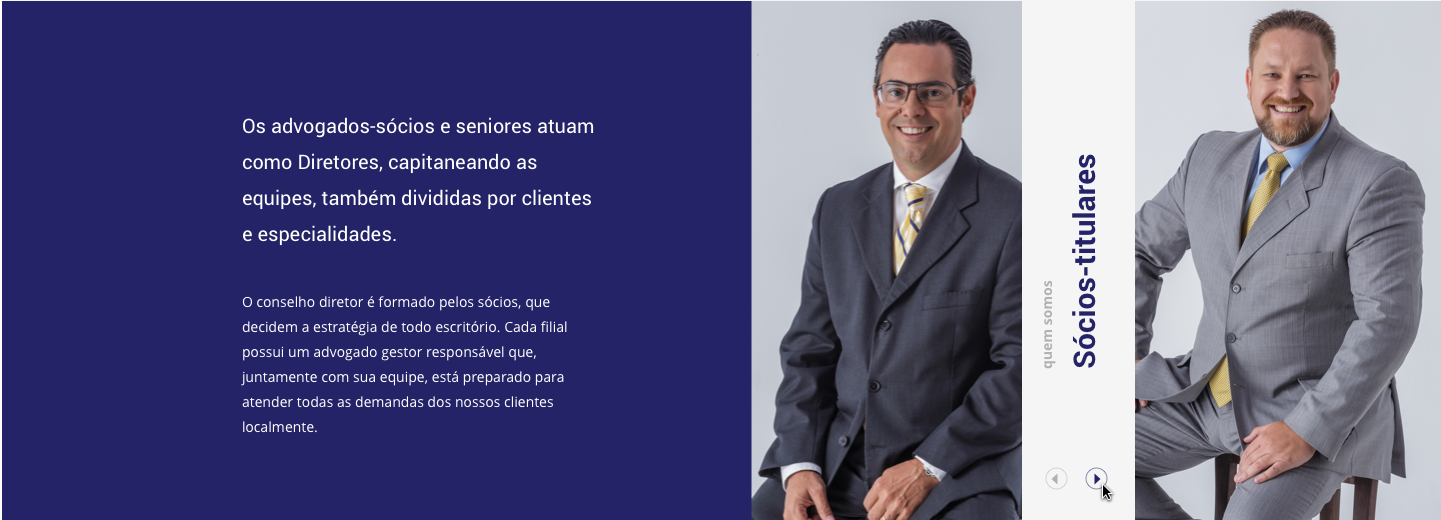 Os advogados-sócios e seniores atuam
como Diretores, capitaneando as
equipes, também divididas por clientes
e especialidades.
O conselho diretor é formado pelos sócios, que
decidem a estratégia de todo escritório. Cada filial
possui um advogado gestor responsável que,
juntamente com sua equipe, está preparado para
atender todas as demandas dos nossos clientes
localmente.
quem somos
Sócios-titulares